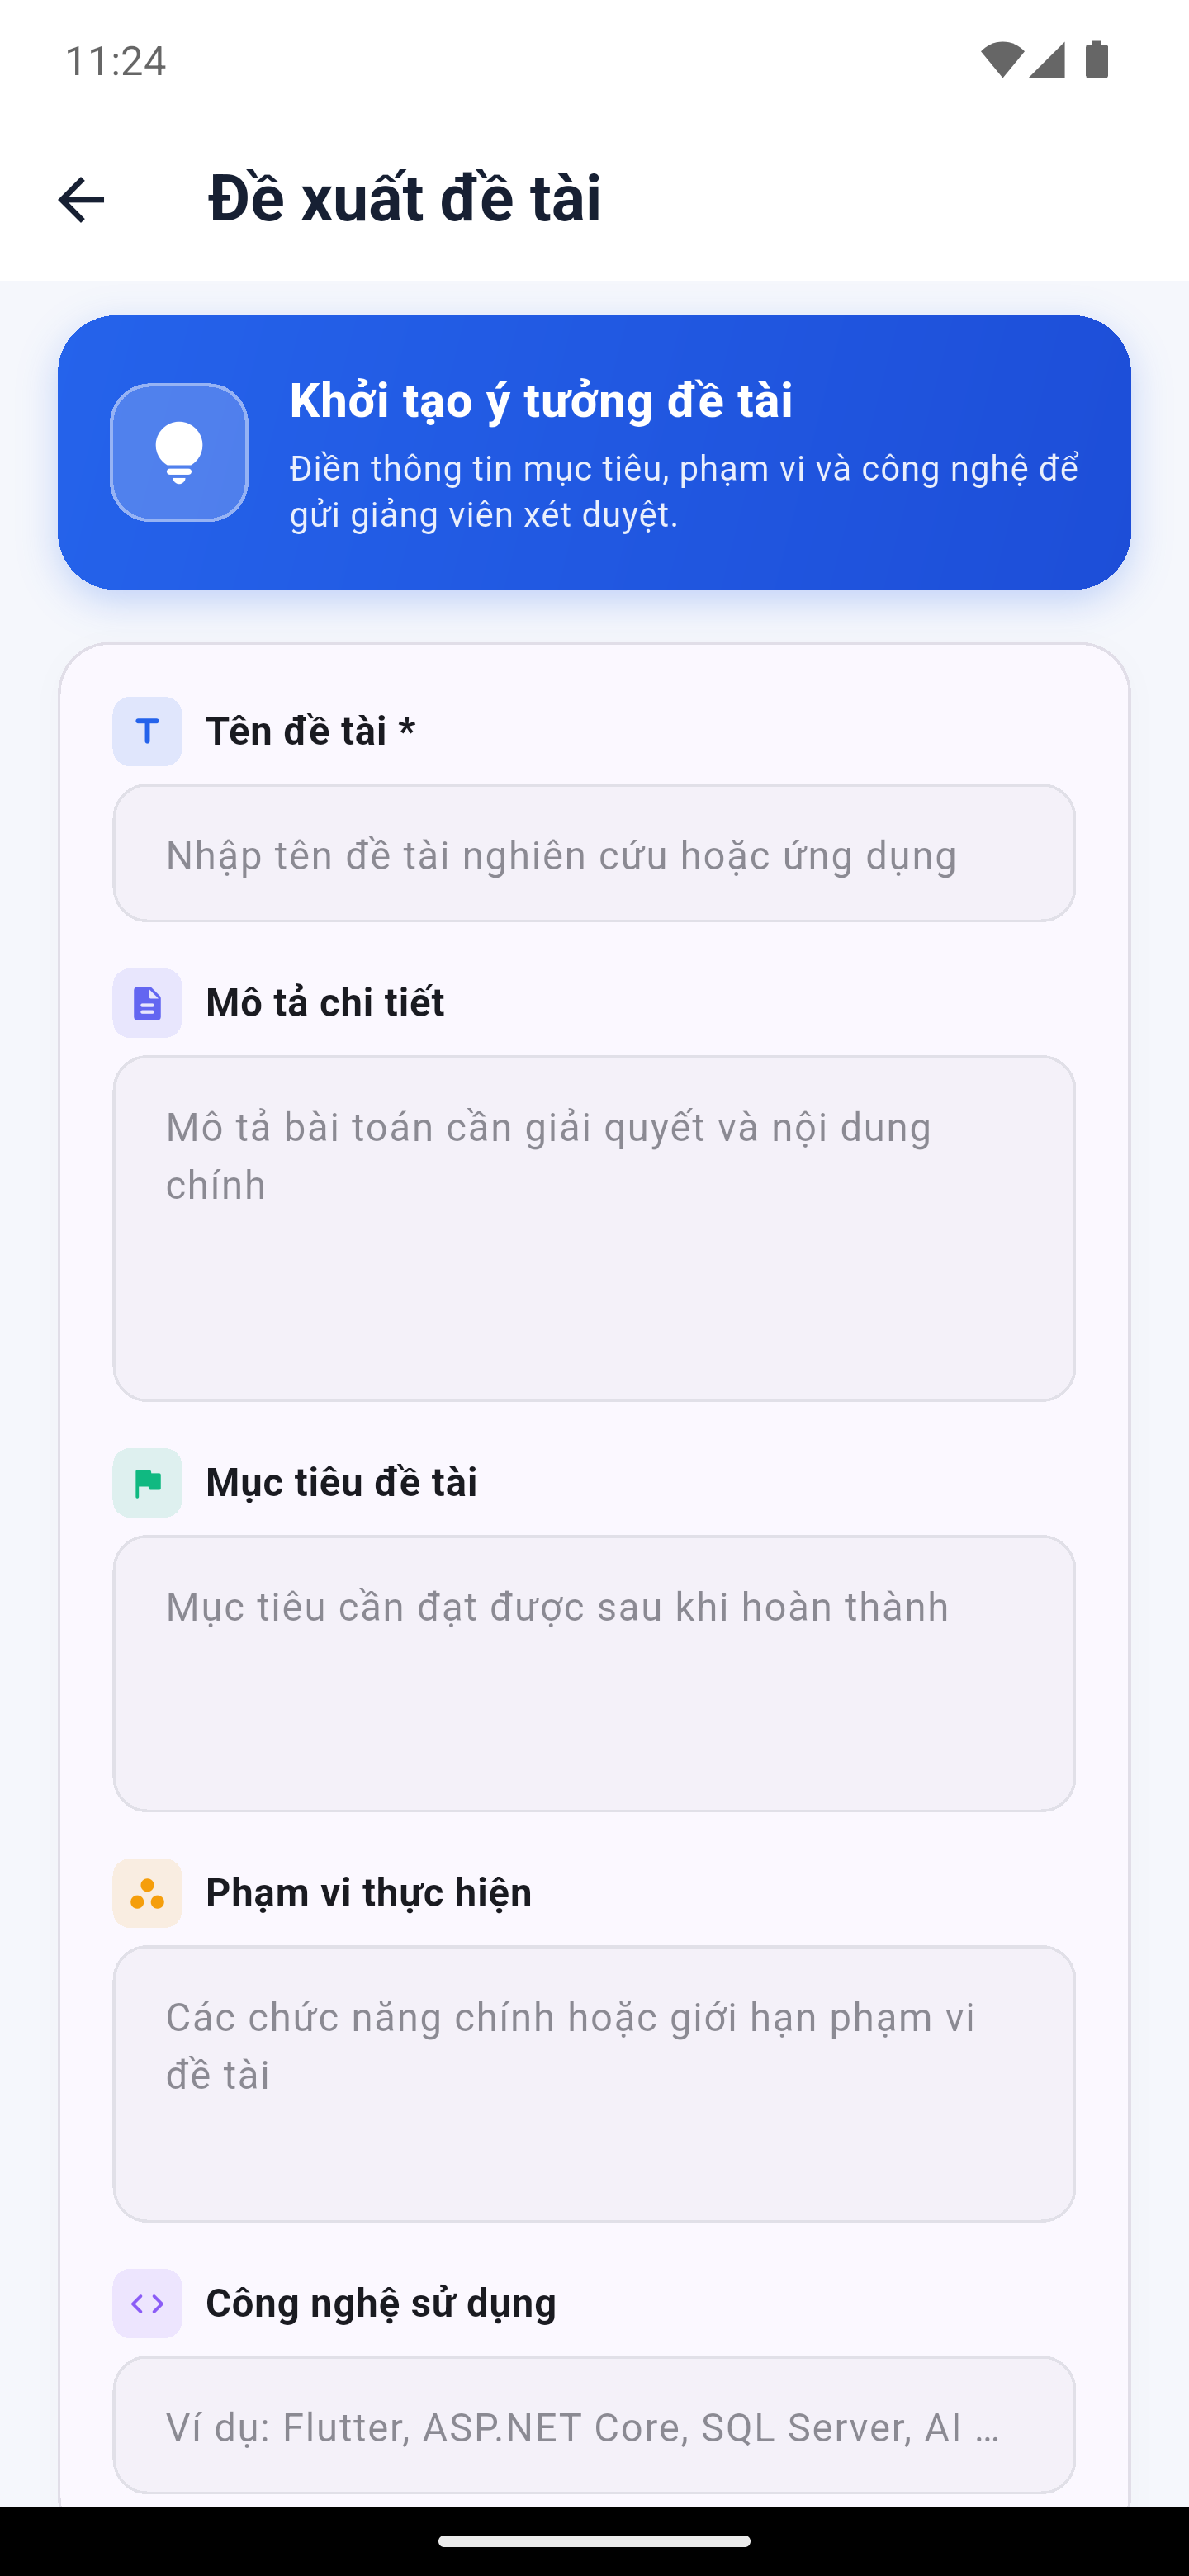 11:24
Đề xuất đề tài
Khởi tạo ý tưởng đề tài
Điền thông tin mục tiêu, phạm vi và công nghệ để
gửi giảng viên xét duyệt.
Tên đề tài *
Nhập tên đề tài nghiên cứu hoặc ứng dụng
Mô tả chi tiết
Mô tả bài toán cần giải quyết và nội dung
chính
Mục tiêu đề tài
Mục tiêu cần đạt được sau khi hoàn thành
Phạm vi thực hiện
Các chức năng chính hoặc giới hạn phạm vi
đề tài
Công nghệ sử dụng
Ví dụ: Flutter, ASP.NET Core, SQL Server, AI ...